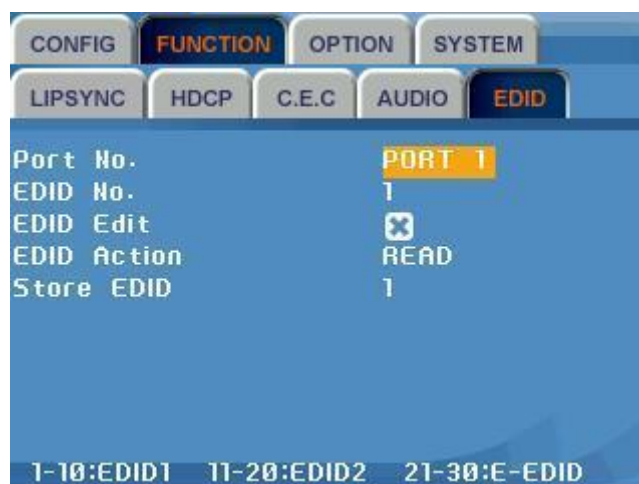 CONFIG FUNCTION OPTION SYSTEM
LIPSYNC HDCP C.E.C AUDIO EDID
Port No. PORT 1
EDID No. 1
EDID Edit
EDID Action READ
Store EDID 1
1-10:EDID1 11-20:EDID2 21-30:E-EDID